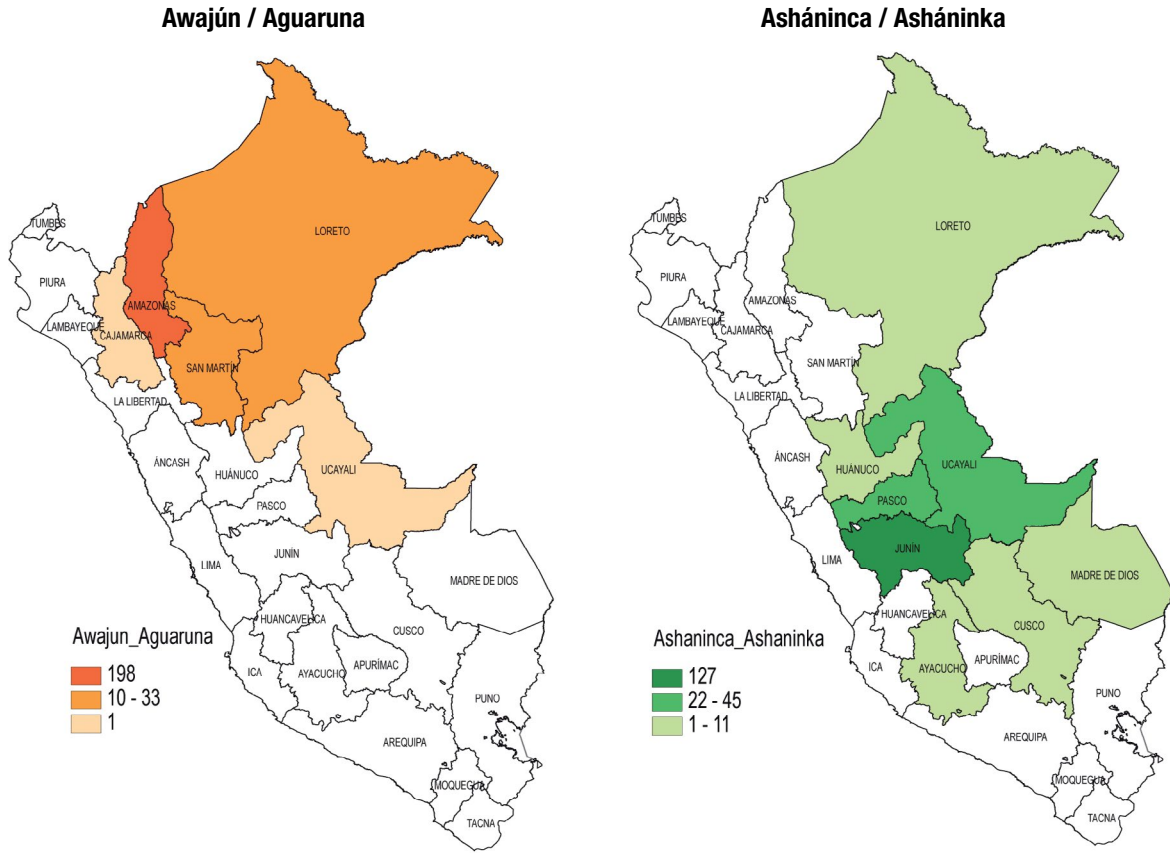 Awajún / Aguaruna
TUMBES
PIURA
LAMBAYEQUE
CAJAMARCA
AMAZONAS
LORETO
SAN MARTÍN
LA LIBERTAD
ÁNCASH
HUÁNUCO
UCAYALI
PASCO
LIMA
JUNÍN
MADRE DE DIOS
HUANCAVELICA
CUSCO
ICA
AYACUCHO
APURÍMAC
PUNO
AREQUIPA
MOQUEGUA
TACNA
Awajun_Aguaruna
198
10 - 33
1
Asháninca / Asháninka
TUMBES
PIURA
LAMBAYEQUE
CAJAMARCA
AMAZONAS
LORETO
SAN MARTÍN
LA LIBERTAD
ÁNCASH
HUÁNUCO
UCAYALI
PASCO
LIMA
JUNÍN
MADRE DE DIOS
HUANCAVELICA
CUSCO
ICA
AYACUCHO
APURÍMAC
PUNO
AREQUIPA
MOQUEGUA
TACNA
Ashaninca_Ashaninka
127
22 - 45
1 - 11